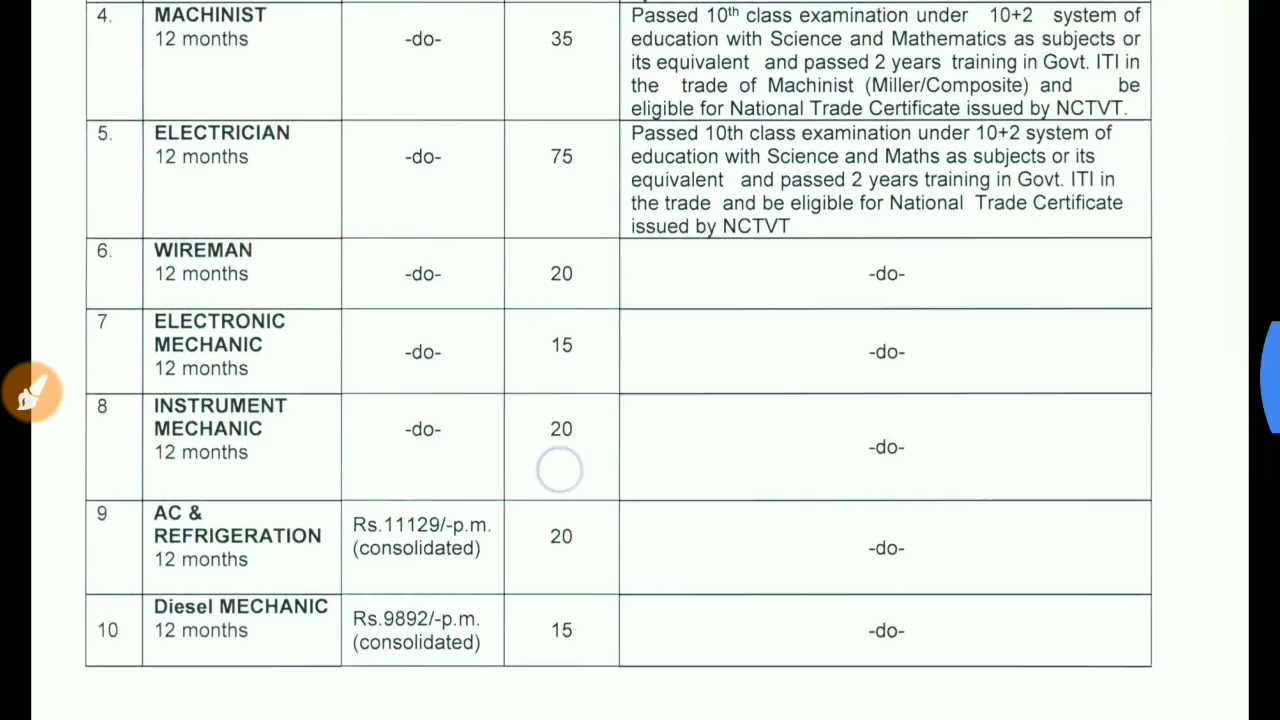 4. MACHINIST
12 months
-do-
35
Passed 10th class examination under 10+2 system of
education with Science and Mathematics as subjects or
its equivalent and passed 2 years training in Govt. ITI in
the trade of Machinist (Miller/Composite) and be
eligible for National Trade Certificate issued by NCTVT.
5. ELECTRICIAN
12 months
-do-
75
Passed 10th class examination under 10+2 system of
education with Science and Maths as subjects or its
equivalent and passed 2 years training in Govt. ITI in
the trade and be eligible for National Trade Certificate
issued by NCTVT
6. WIREMAN
12 months
-do-
20
-do-
7 ELECTRONIC
MECHANIC
12 months
-do-
15
-do-
8 INSTRUMENT
MECHANIC
12 months
-do-
20
-do-
9 AC &
REFRIGERATION
12 months
Rs.11129/-p.m.
(consolidated)
20
-do-
10 Diesel MECHANIC
12 months
Rs.9892/-p.m.
(consolidated)
15
-do-